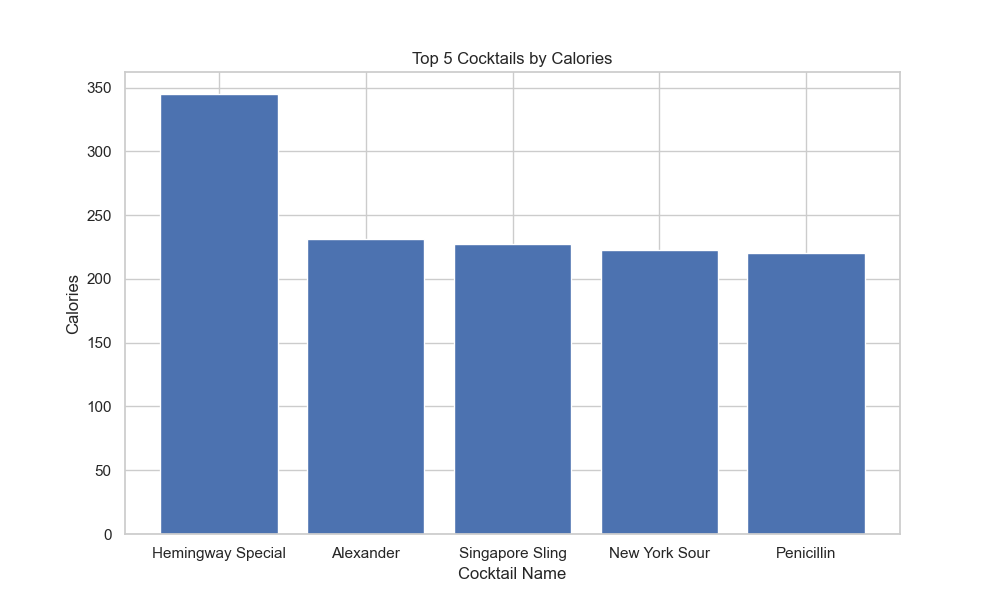 Top 5 Cocktails by Calories
350
300
250
200
150
100
50
0
Calories
Hemingway Special Alexander Singapore Sling New York Sour Penicillin
Cocktail Name